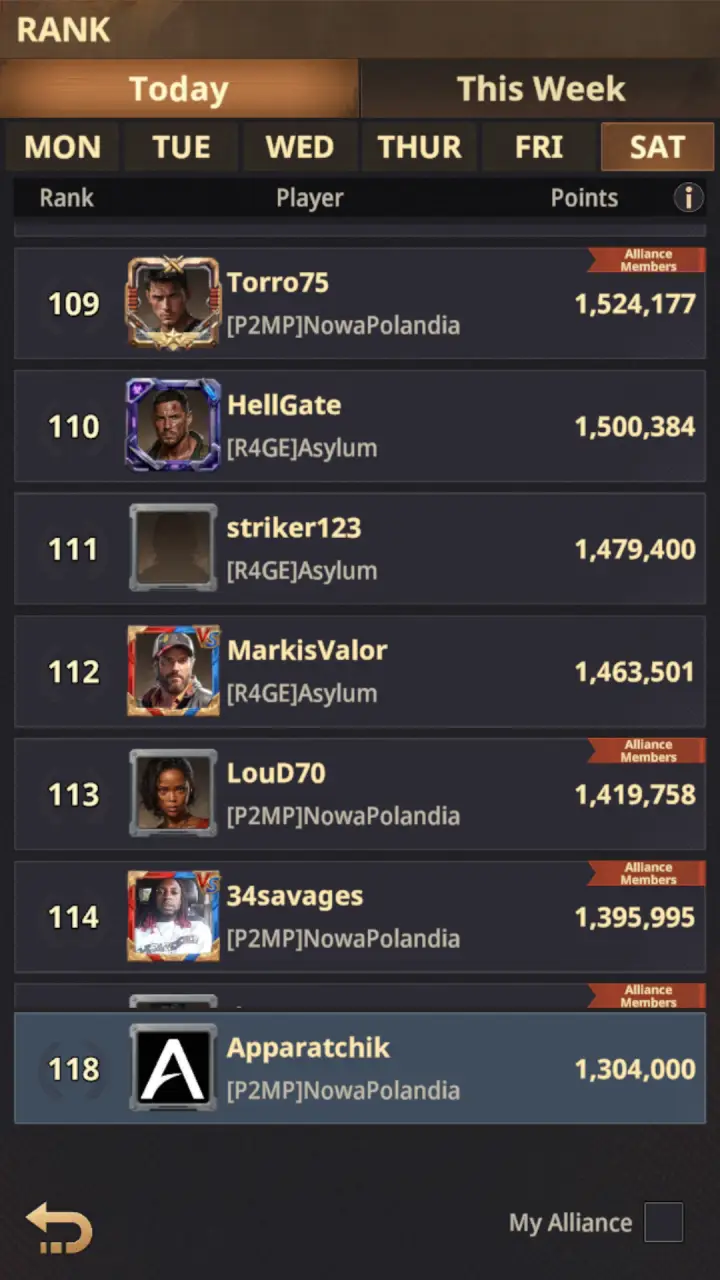 RANK
Today
This Week
MON
TUE
WED
THUR
FRI
SAT
Rank
Player
Points
109
Torro75
[P2MP]NowaPolandia
Alliance
Members
1,524,177
110
HellGate
[R4GE]Asylum
1,500,384
111
striker123
[R4GE]Asylum
1,479,400
112
VS
MarkisValor
[R4GE]Asylum
1,463,501
113
LouD70
[P2MP]NowaPolandia
Alliance
Members
1,419,758
114
VS
34savages
[P2MP]NowaPolandia
Alliance
Members
1,395,995
Alliance
Members
118
A
Apparatchik
[P2MP]NowaPolandia
1,304,000
My Alliance